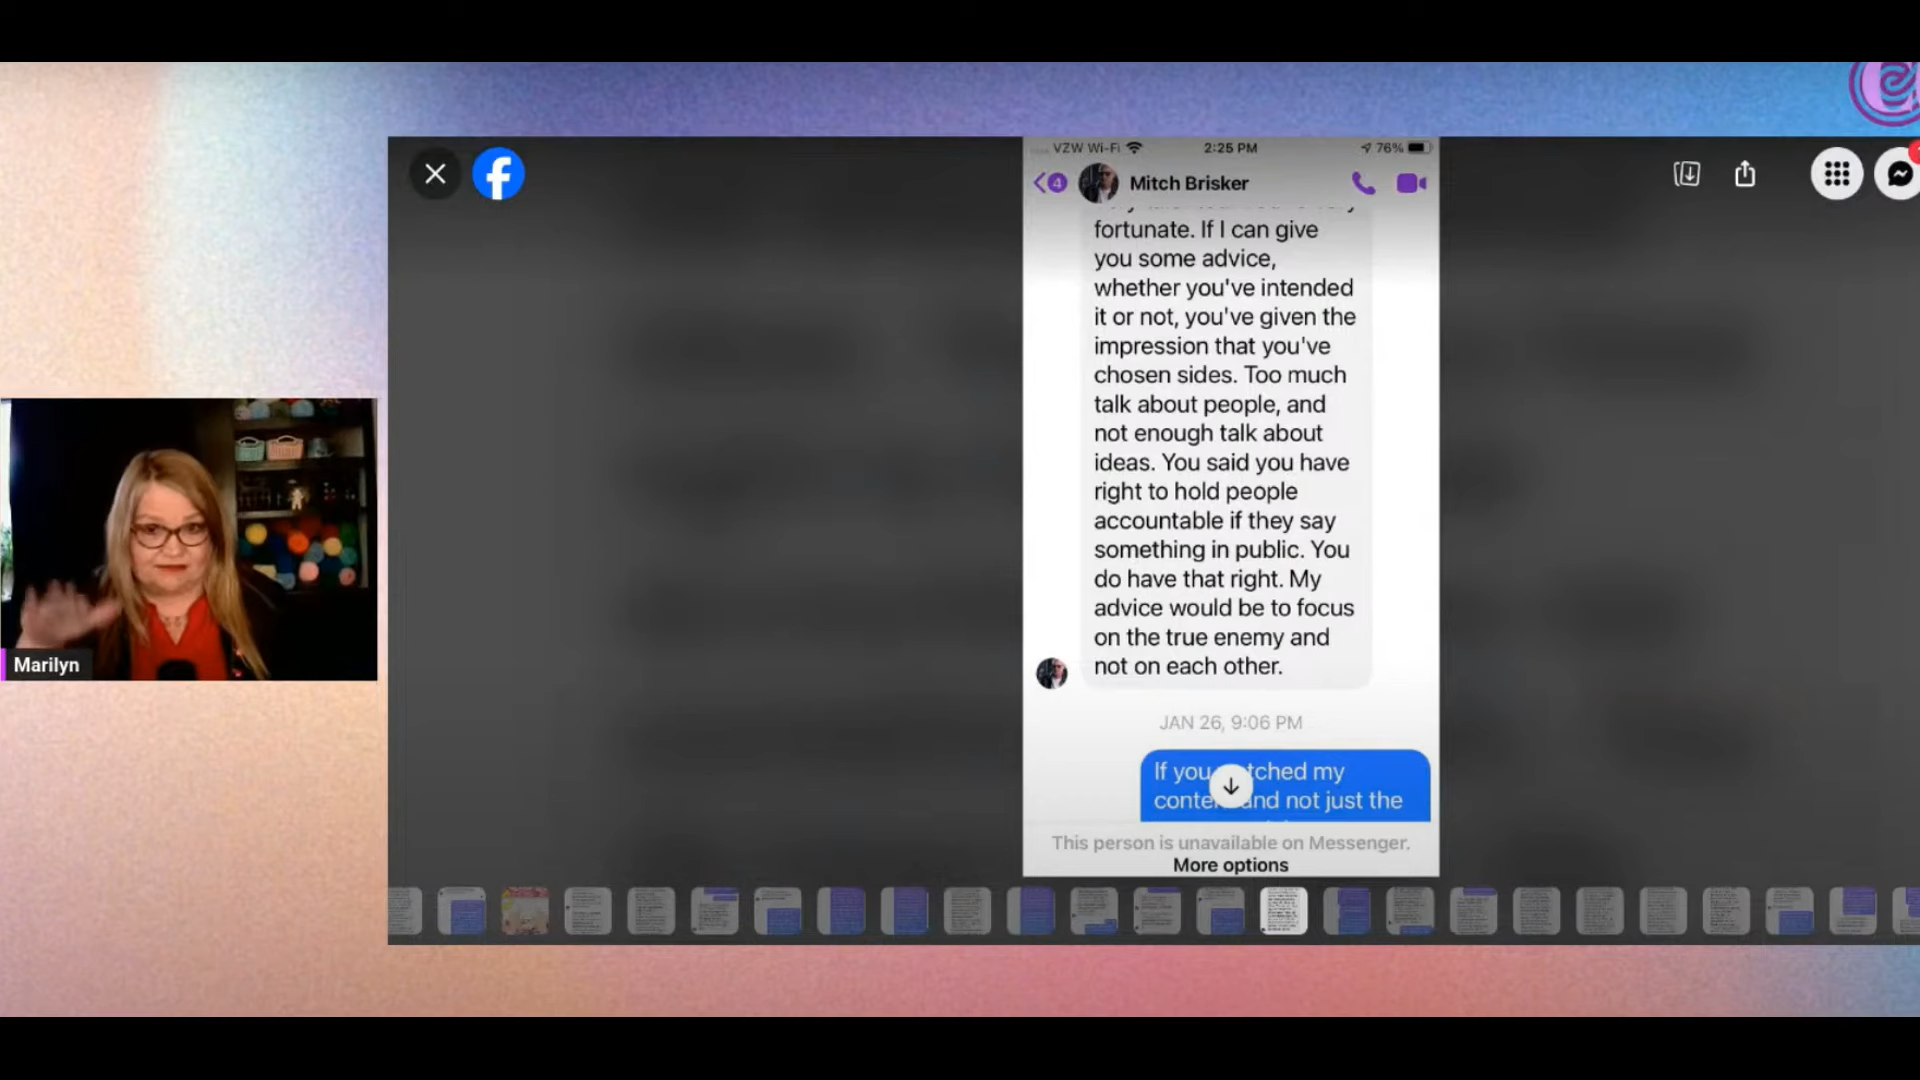 VZW Wi-Fi
2:25 PM
76%
4
Mitch Brisker
fortunate. If I can give
you some advice,
whether you've intended
it or not, you've given the
impression that you've
chosen sides. Too much
talk about people, and
not enough talk about
ideas. You said you have
right to hold people
accountable if they say
something in public. You
do have that right. My
advice would be to focus
on the true enemy and
not on each other.
JAN 26, 9:06 PM
If you my
and not just the
This person is unavailable on Messenger.
More options
Marilyn